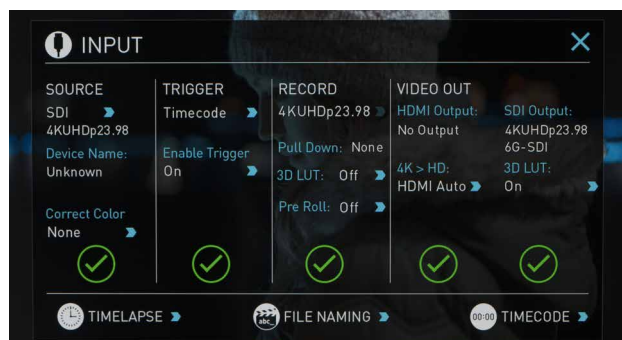 INPUT
SOURCE
SDI
4KUHDp23.98
Device Name:
Unknown
Correct Color
None
TRIGGER
Timecode
Enable Trigger
On
RECORD
4KUHDp23.98
Pull Down: None
3D LUT: Off
Pre Roll: Off
VIDEO OUT
HDMI Output:
No Output
4K > HD:
HDMI Auto
SDI Output:
4KUHDp23.98
6G-SDI
3D LUT:
On
TIMELAPSE
abc_
FILE NAMING
00:00
TIMECODE